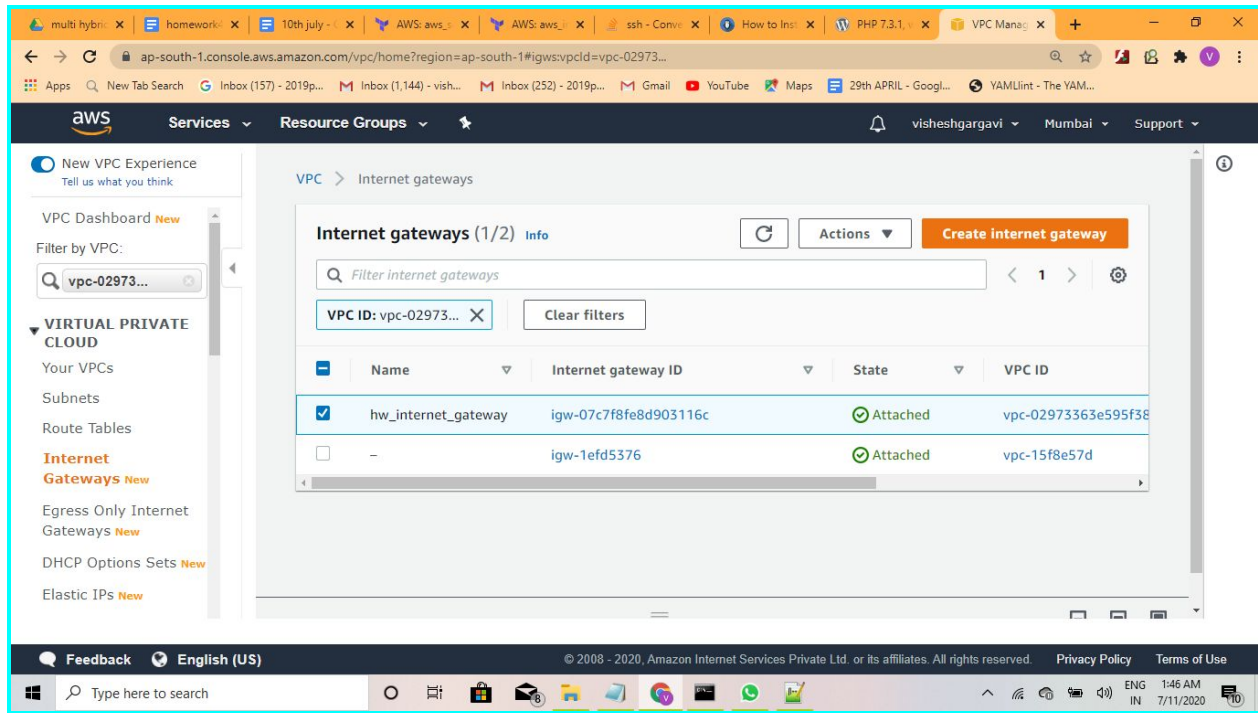 multi hybri
homework
10th july -
AWS: aws_s
AWS: aws_i
ssh - Conve
How to Inst
PHP 7.3.1,
VPC Manag
ap-south-1.console.aws.amazon.com/vpc/home?region=ap-south-1#igws:vpcId=vpc-02973...
V
Apps New Tab Search Inbox (157) - 2019p... Inbox (1,144) - vish... Inbox (252) - 2019p... Gmail YouTube Maps 29th APRIL - Googl... YAMLlint - The YAM...
aws Services Resource Groups visheshgargavi Mumbai Support
New VPC Experience
Tell us what you think
VPC Dashboard New
Filter by VPC:
vpc-02973...
VIRTUAL PRIVATE
CLOUD
Your VPCs
Subnets
Route Tables
Internet
Gateways New
Egress Only Internet
Gateways New
DHCP Options Sets New
Elastic IPs New
VPC > Internet gateways
Internet gateways (1/2) Info Actions Create internet gateway
Filter internet gateways < 1 >
VPC ID: vpc-02973... Clear filters
Name Internet gateway ID State VPC ID
hw_internet_gateway igw-07c7f8fe8d903116c Attached vpc-02973363e595f38
– igw-1efd5376 Attached vpc-15f8e57d
Feedback English (US) © 2008 - 2020, Amazon Internet Services Private Ltd. or its affiliates. All rights reserved. Privacy Policy Terms of Use
Type here to search
8
ENG
IN
1:46 AM
7/11/2020
10